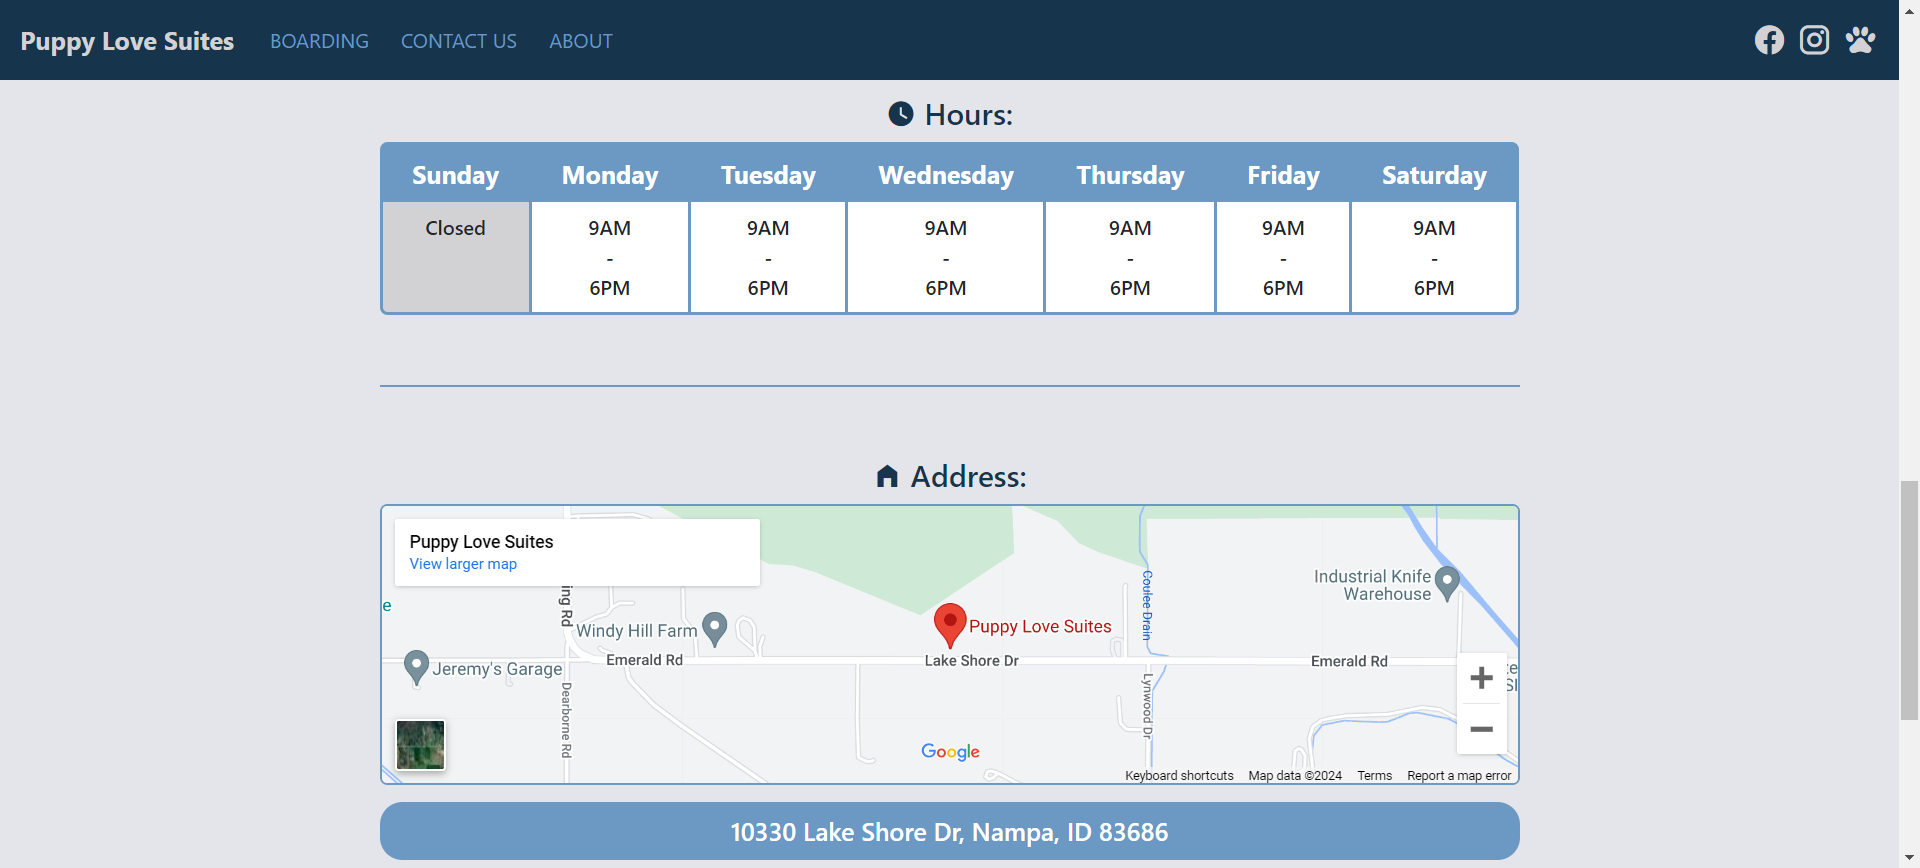 Puppy Love Suites BOARDING CONTACT US ABOUT
Hours:
Sunday Monday Tuesday Wednesday Thursday Friday Saturday
Closed 9AM 9AM 9AM 9AM 9AM 9AM
- - - - - -
6PM 6PM 6PM 6PM 6PM 6PM
Address:
Puppy Love Suites
View larger map
Industrial Knife
Warehouse
Coulee Drain
ing Rd
e
Windy Hill Farm
Puppy Love Suites
Emerald Rd
Lake Shore Dr
Emerald Rd
Jeremy's Garage
Dearborne Rd
Lynwood Dr
Google
Keyboard shortcuts Map data ©2024 Terms Report a map error
10330 Lake Shore Dr, Nampa, ID 83686